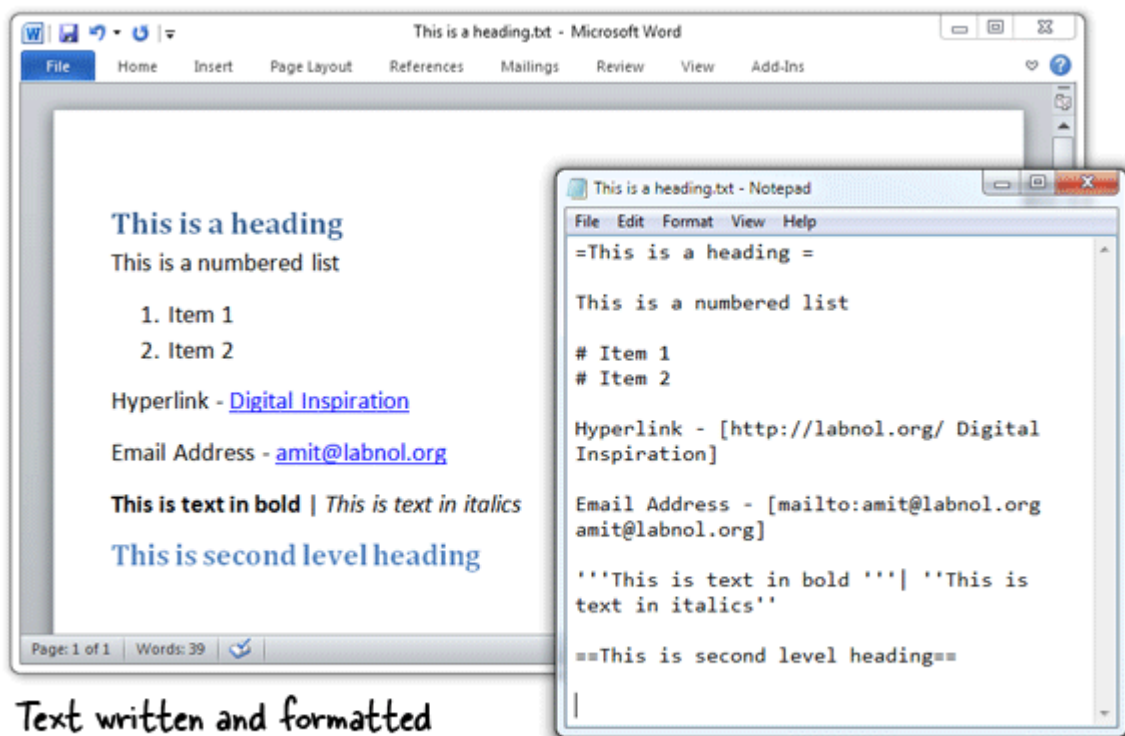 This is a heading.txt - Microsoft Word
File Home Insert Page Layout References Mailings Review View Add-Ins
This is a heading
This is a numbered list
1. Item 1
2. Item 2
Hyperlink - Digital Inspiration
Email Address - amit@labnol.org
This is text in bold | This is text in italics
This is second level heading
Page: 1 of 1 Words: 39
This is a heading.txt - Notepad
File Edit Format View Help
=This is a heading =
This is a numbered list
# Item 1
# Item 2
Hyperlink - [http://labnol.org/ Digital
Inspiration]
Email Address - [mailto:amit@labnol.org
amit@labnol.org]
'''This is text in bold '''| ''This is
text in italics''
==This is second level heading==
Text written and formatted